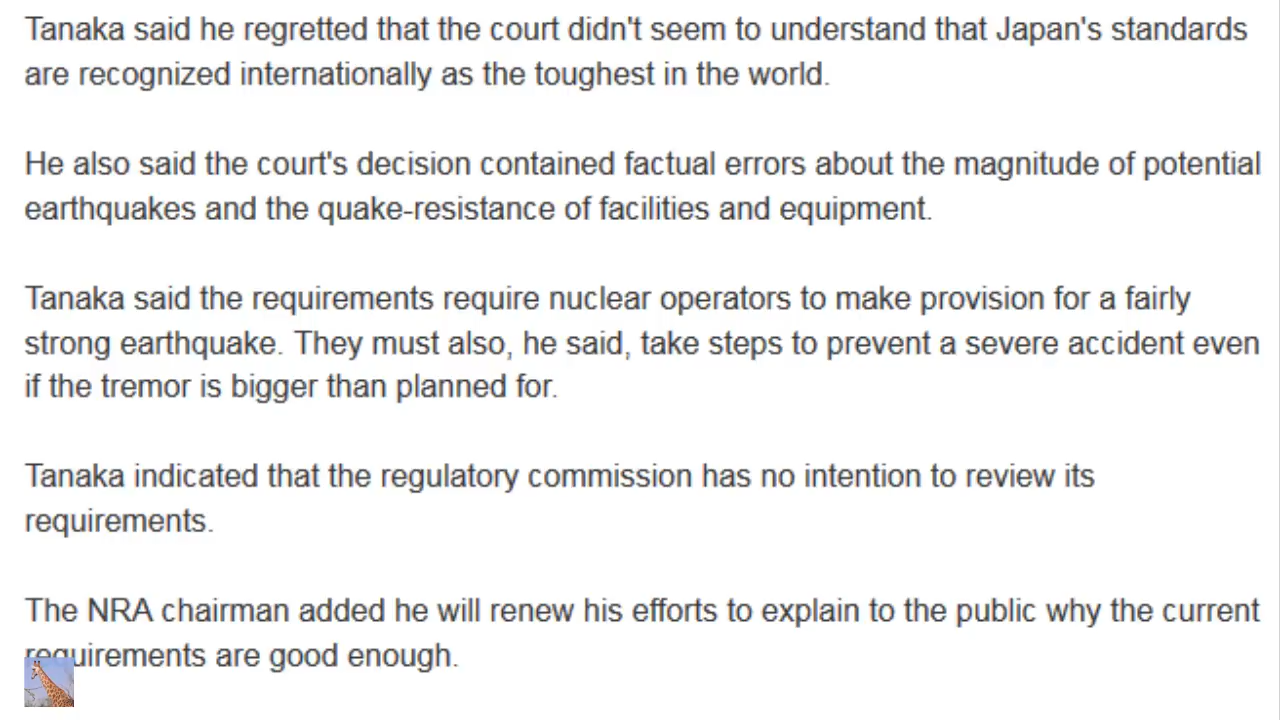 Tanaka said he regretted that the court didn't seem to understand that Japan's standards
are recognized internationally as the toughest in the world.
He also said the court's decision contained factual errors about the magnitude of potential
earthquakes and the quake-resistance of facilities and equipment.
Tanaka said the requirements require nuclear operators to make provision for a fairly
strong earthquake. They must also, he said, take steps to prevent a severe accident even
if the tremor is bigger than planned for.
Tanaka indicated that the regulatory commission has no intention to review its
requirements.
The NRA chairman added he will renew his efforts to explain to the public why the current
requirements are good enough.